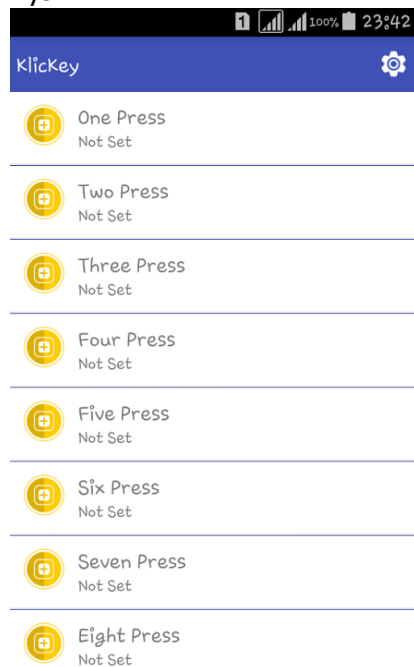 1 100% 23:42
KlicKey
One Press
Not Set
Two Press
Not Set
Three Press
Not Set
Four Press
Not Set
Five Press
Not Set
Six Press
Not Set
Seven Press
Not Set
Eight Press
Not Set